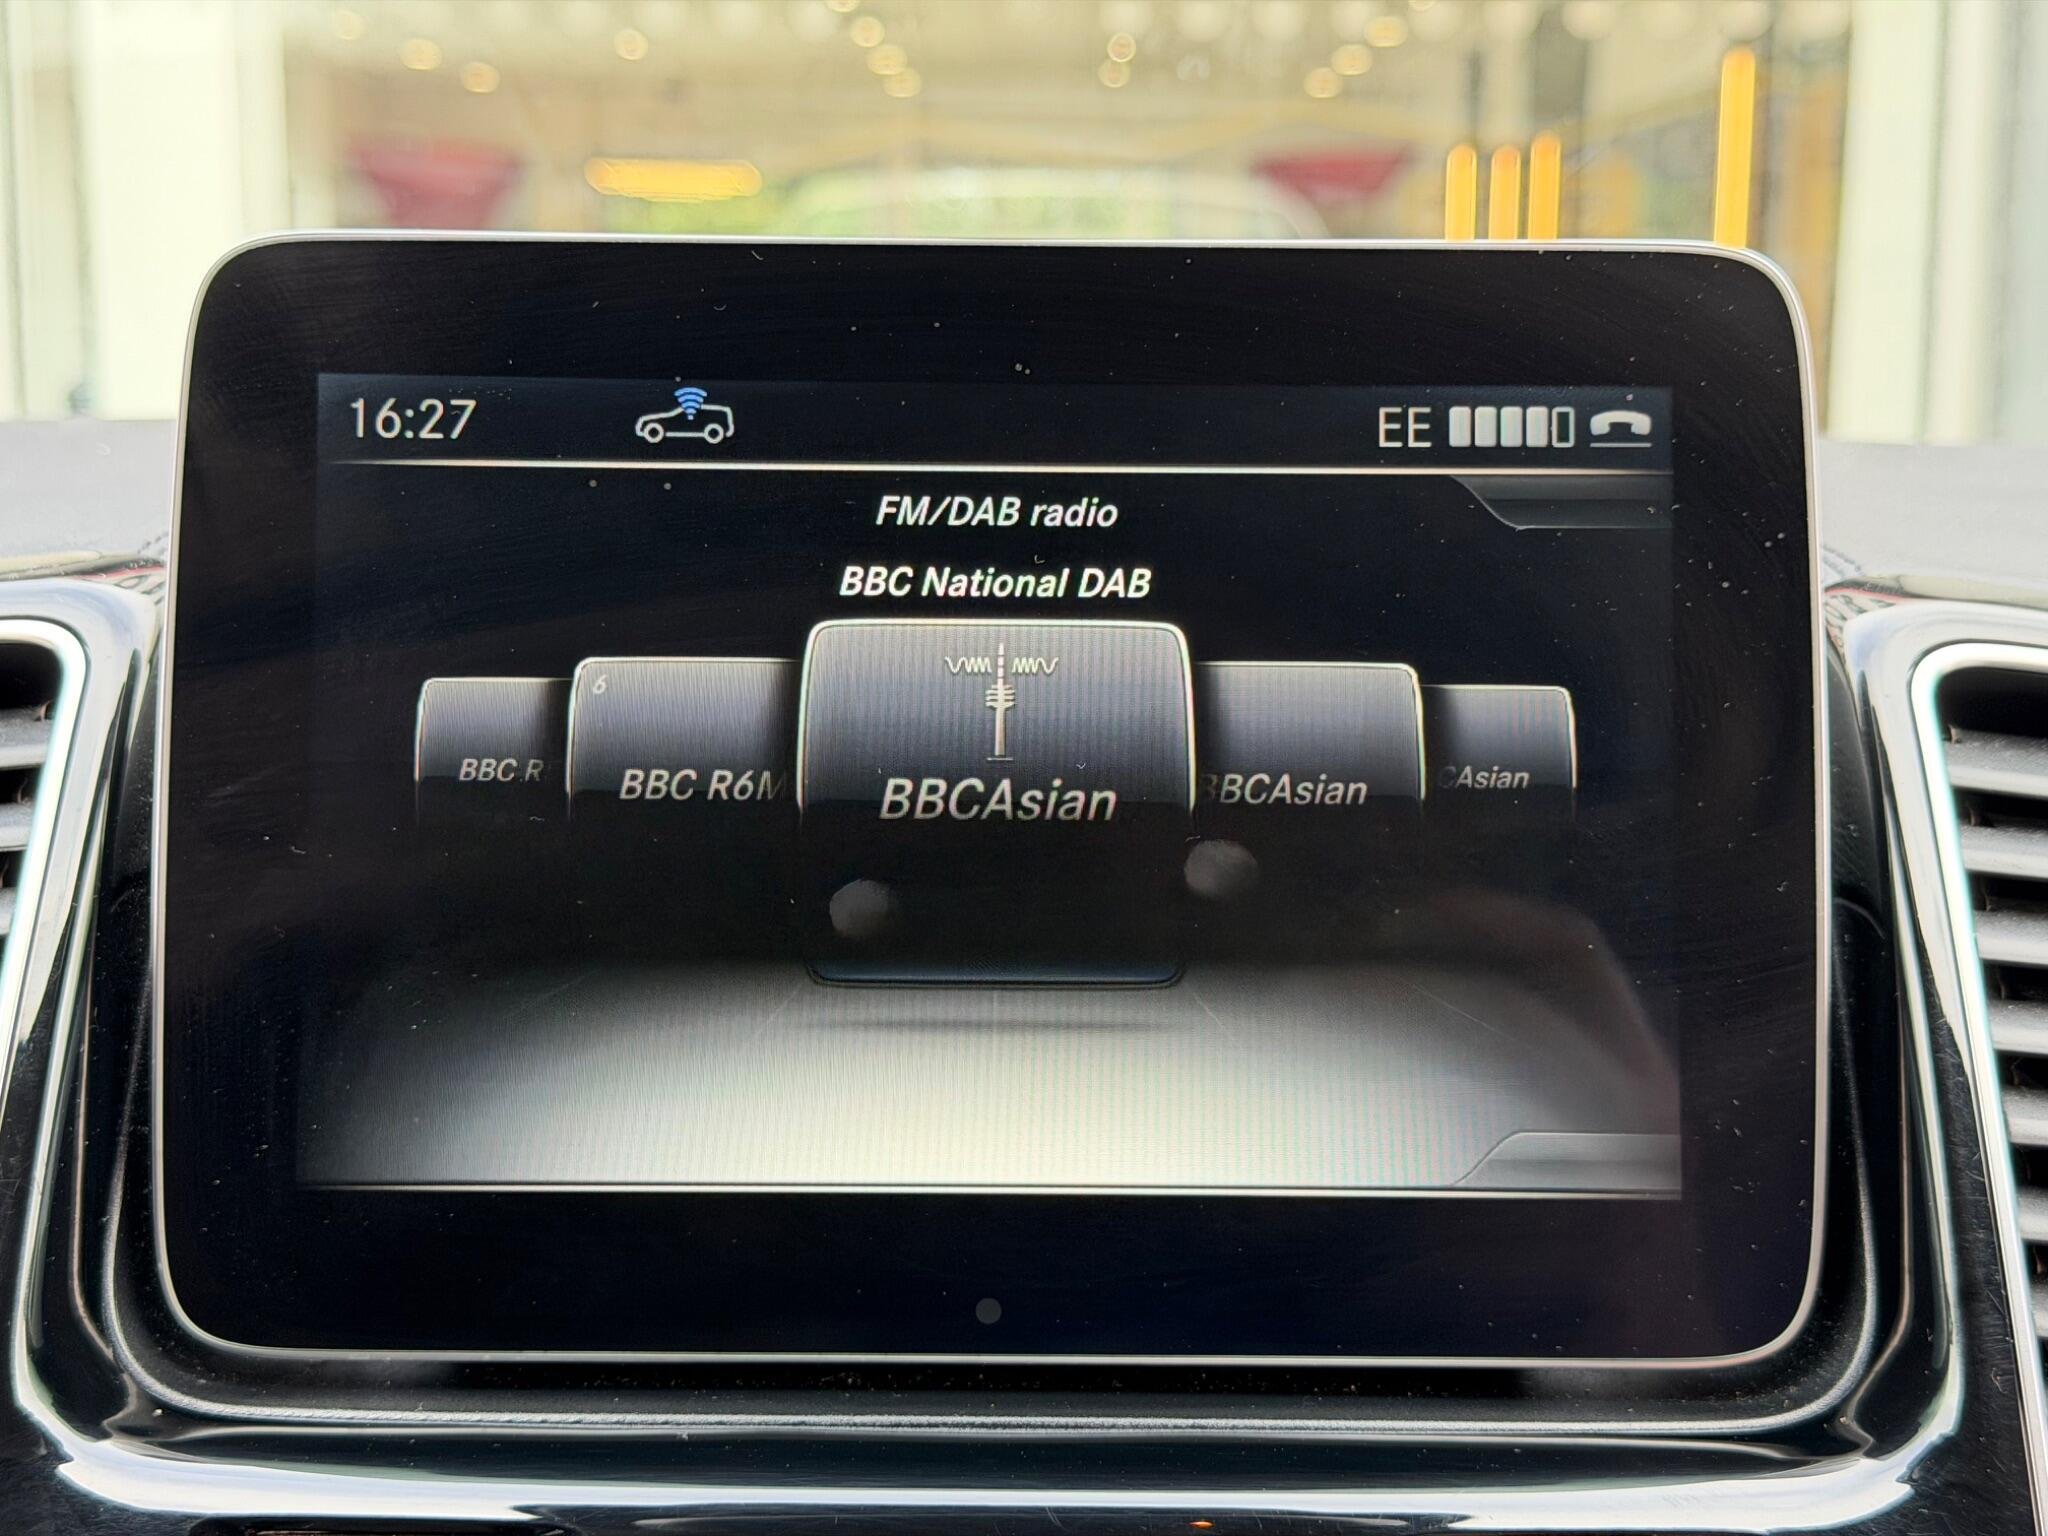 16:27 EE
FM/DAB radio
BBC National DAB
6
BBC R BBC R6M BBCAsian BBCAsian CAsian